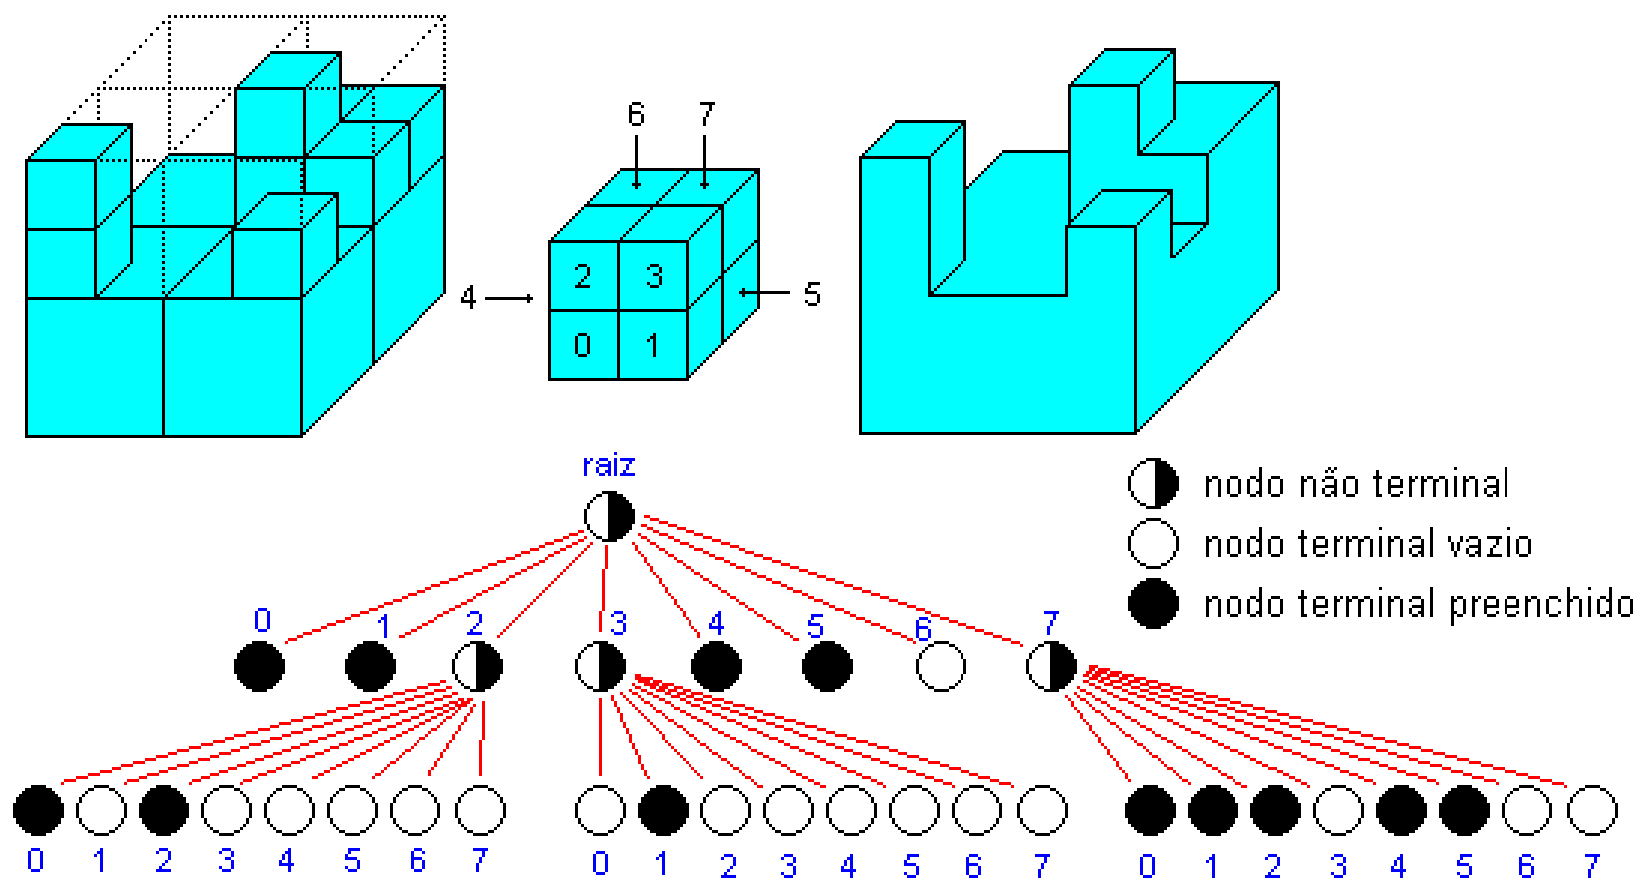 6 7
2 3
4 5
0 1
raiz
nodo não terminal
nodo terminal vazio
nodo terminal preenchido
0 1 2 3 4 5 6 7
0 1 2 3 4 5 6 7 0 1 2 3 4 5 6 7 0 1 2 3 4 5 6 7